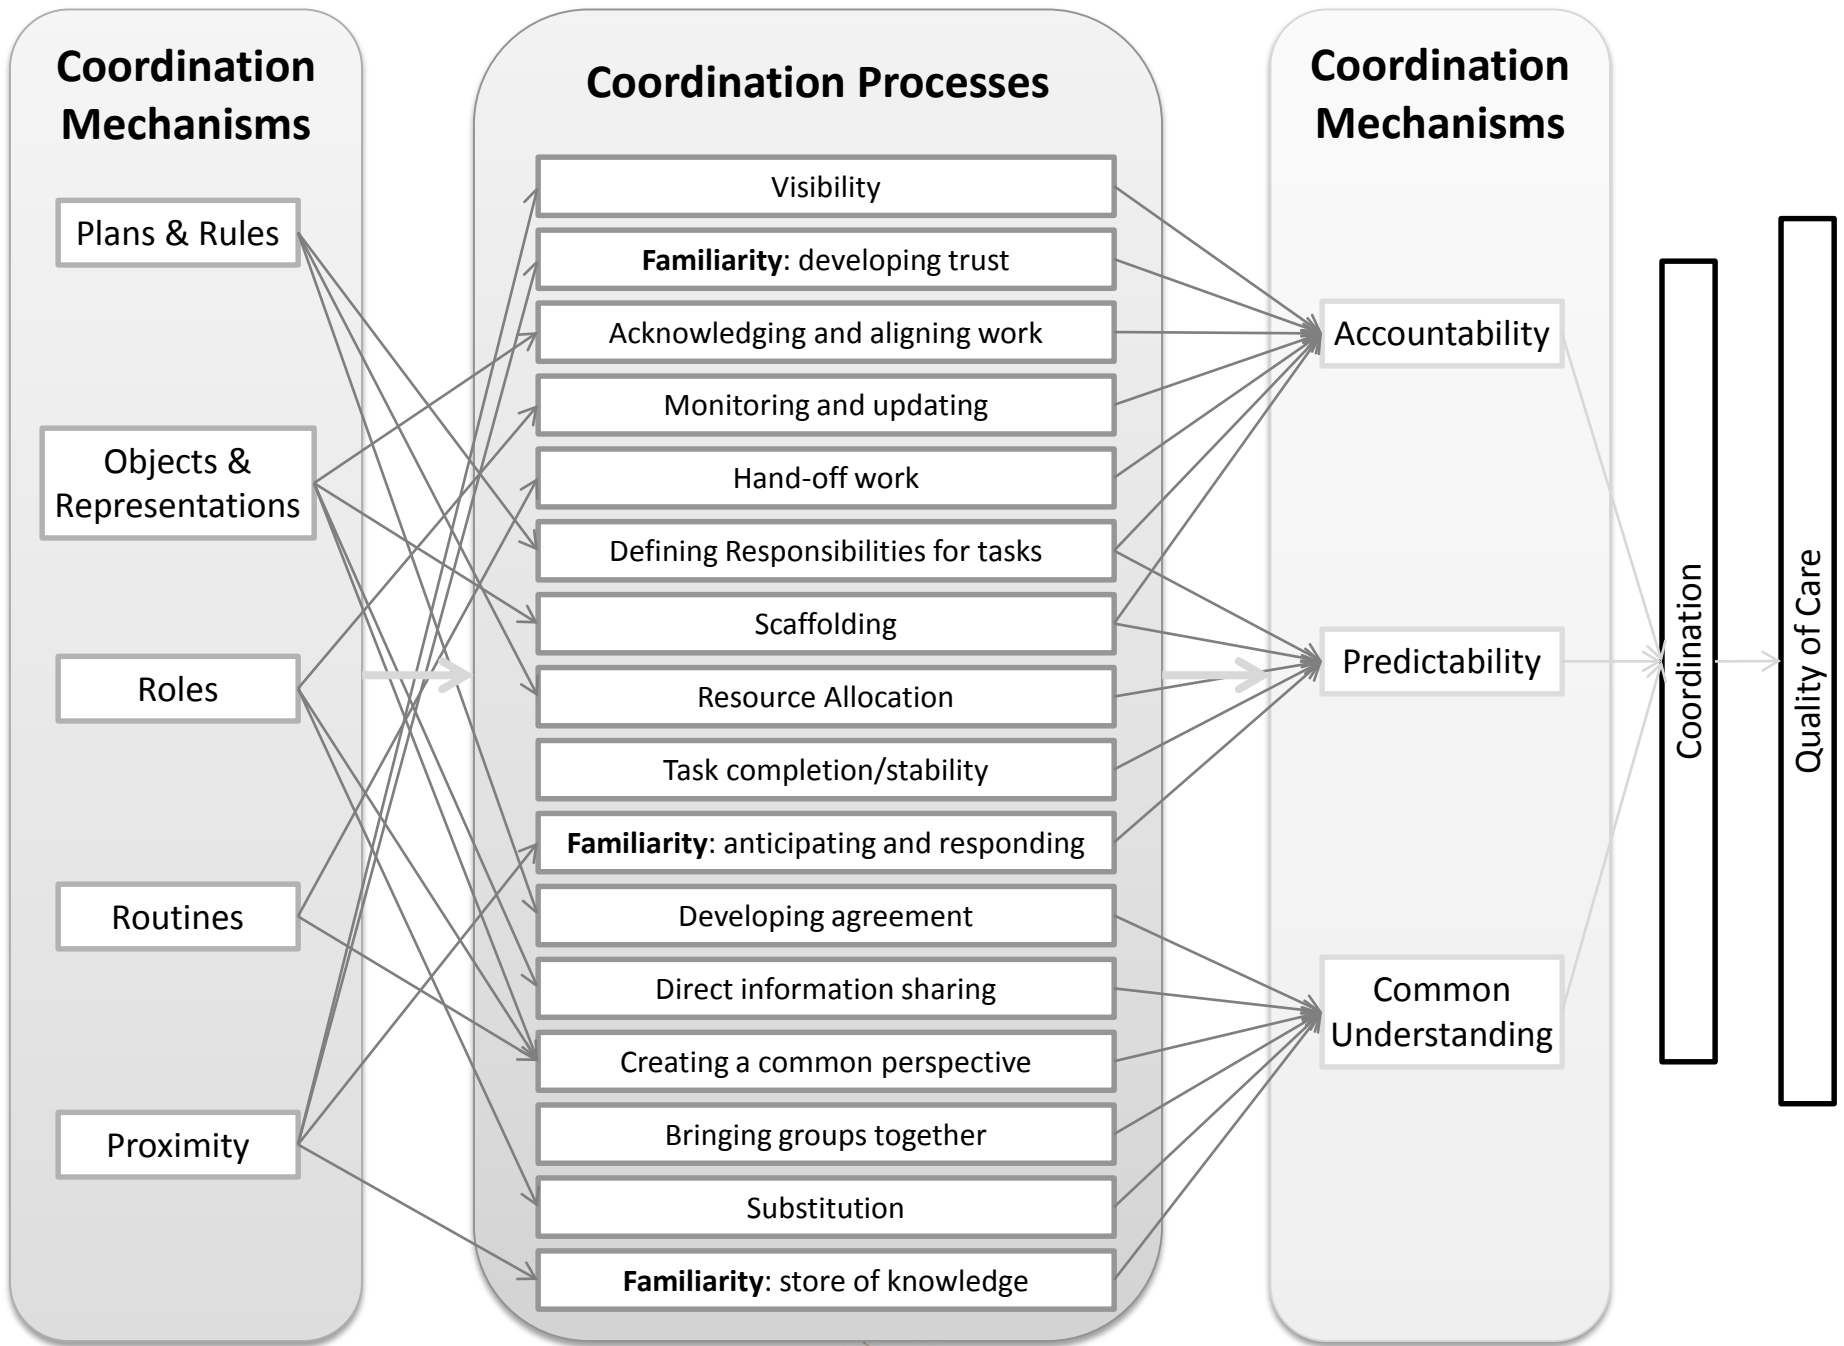 Coordination
Mechanisms
Plans & Rules
Objects &
Representations
Roles
Routines
Proximity
Coordination Processes
Visibility
Familiarity: developing trust
Acknowledging and aligning work
Monitoring and updating
Hand-off work
Defining Responsibilities for tasks
Scaffolding
Resource Allocation
Task completion/stability
Familiarity: anticipating and responding
Developing agreement
Direct information sharing
Creating a common perspective
Bringing groups together
Substitution
Familiarity: store of knowledge
Coordination
Mechanisms
Accountability
Predictability
Common
Understanding
Coordination
Quality of Care